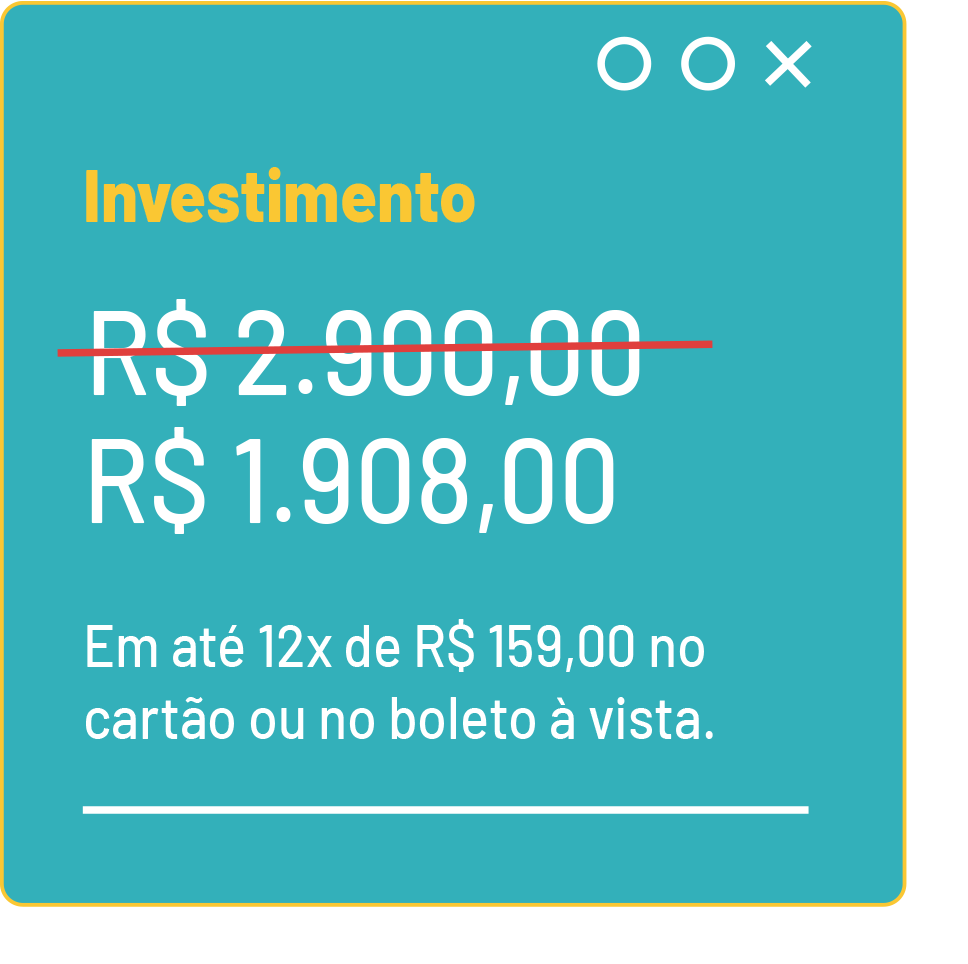 Investimento
R$ 2.900,00
R$ 1.908,00
Em até 12x de R$ 159,00 no
cartão ou no boleto à vista.